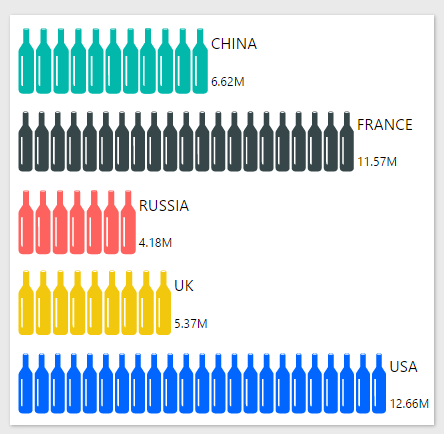 CHINA
6.62M
FRANCE
11.57M
RUSSIA
4.18M
UK
5.37M
USA
12.66M